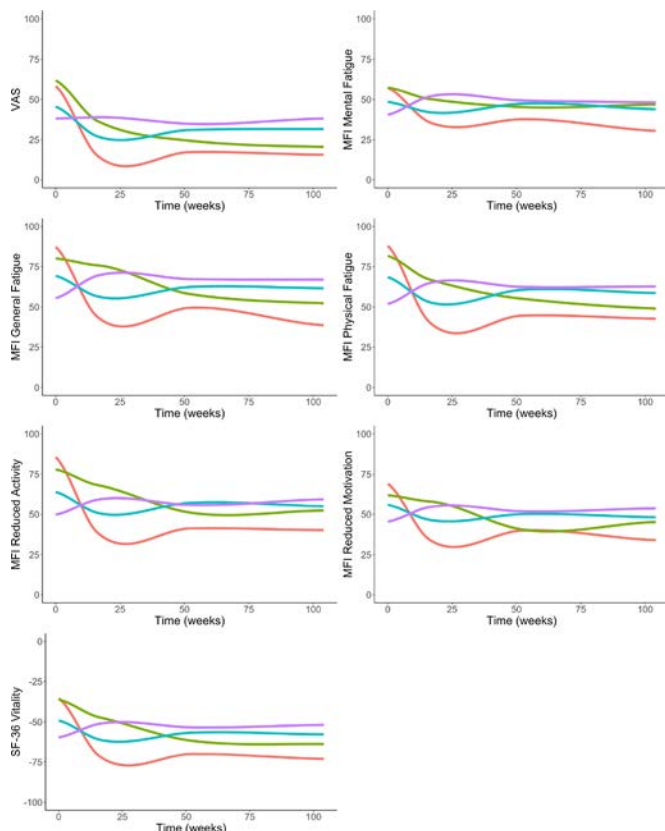 VAS
100
75
50
25
0
0 25 50 75 100
Time (weeks)
MFI Mental Fatigue
100
75
50
25
0
0 25 50 75 100
Time (weeks)
MFI General Fatigue
100
75
50
25
0
0 25 50 75 100
Time (weeks)
MFI Physical Fatigue
100
75
50
25
0
0 25 50 75 100
Time (weeks)
MFI Reduced Activity
100
75
50
25
0
0 25 50 75 100
Time (weeks)
MFI Reduced Motivation
100
75
50
25
0
0 25 50 75 100
Time (weeks)
SF-36 Vitality
0
-25
-50
-75
-100
0 25 50 75 100
Time (weeks)